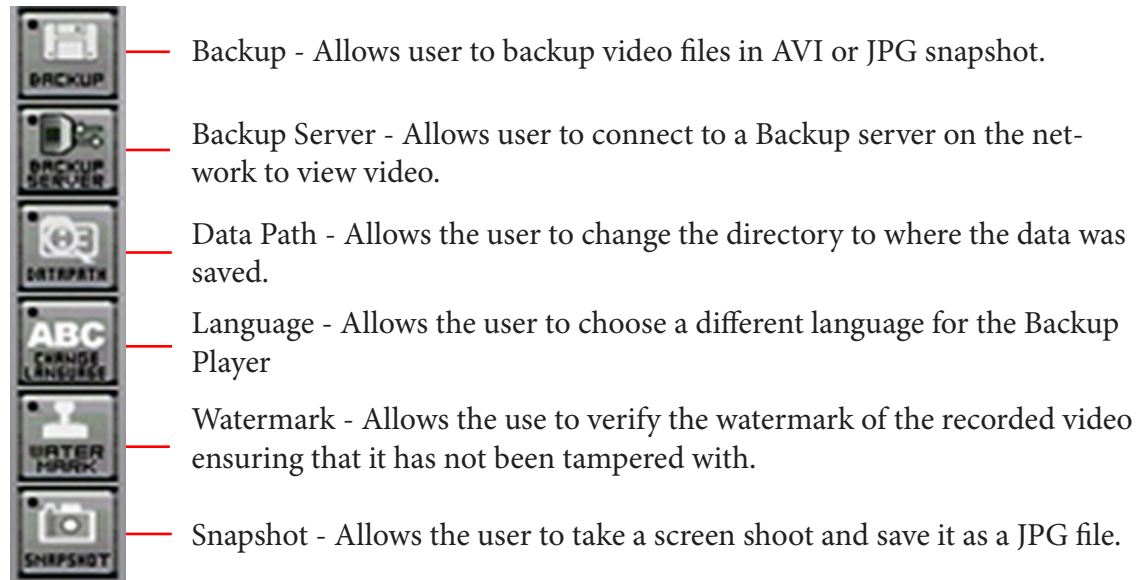 BACKUP
Backup - Allows user to backup video files in AVI or JPG snapshot.
BACKUP
SERVER
Backup Server - Allows user to connect to a Backup server on the net-
work to view video.
DATAPATH
Data Path - Allows the user to change the directory to where the data was
saved.
ABC
CHANGE
LANGUAGE
Language - Allows the user to choose a different language for the Backup
Player
WATER
MARK
Watermark - Allows the use to verify the watermark of the recorded video
ensuring that it has not been tampered with.
SNAPSHOT
Snapshot - Allows the user to take a screen shoot and save it as a JPG file.